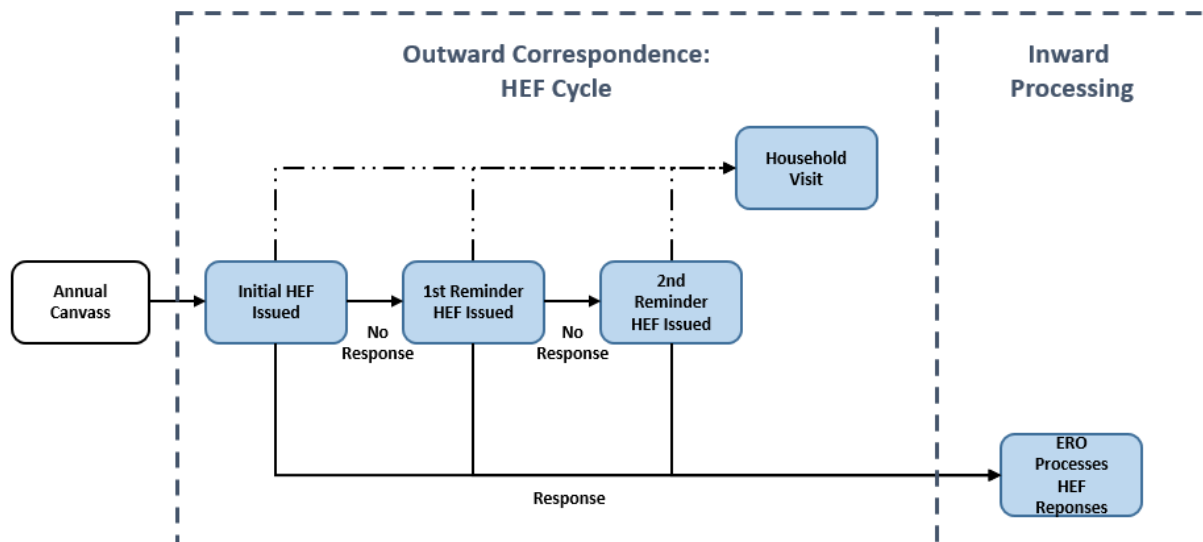 Outward Correspondence:
HEF Cycle
Inward
Processing
Household
Visit
Annual
Canvass
Initial HEF
Issued
1st Reminder
HEF Issued
2nd
Reminder
HEF Issued
No
Response
No
Response
ERO
Processes
HEF
Reponses
Response